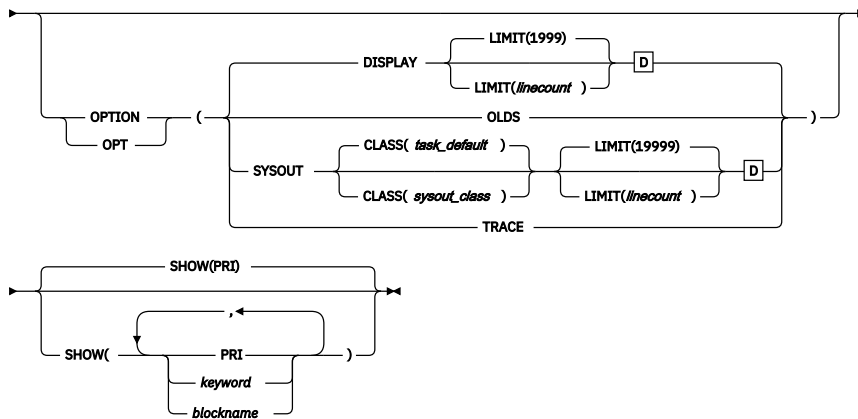 LIMIT(1999)
DISPLAY D
LIMIT(linecount )
OPTION ( OLDS )
OPT
CLASS( task_default ) LIMIT(19999)
SYSOUT D
CLASS( sysout_class ) LIMIT(linecount )
TRACE
SHOW(PRI)
,
SHOW( PRI )
keyword
blockname